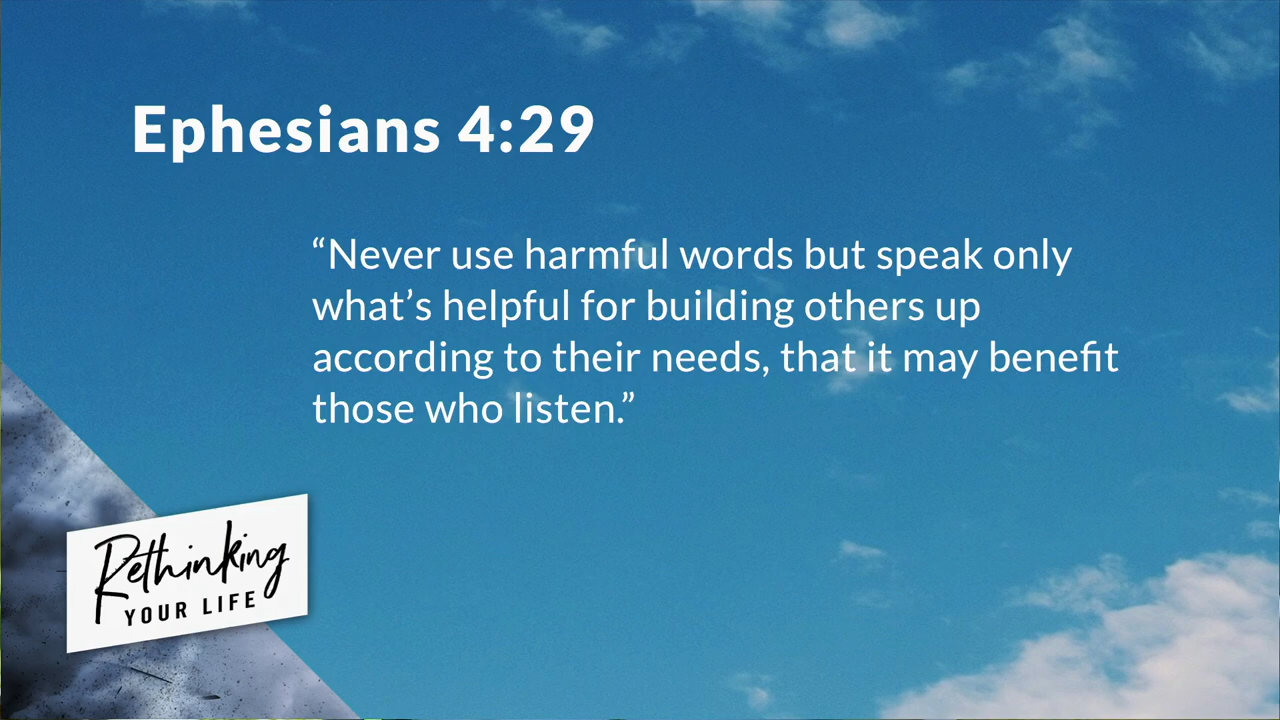 Ephesians 4:29
“Never use harmful words but speak only
what’s helpful for building others up
according to their needs, that it may benefit
those who listen.”
Rethinking
YOUR LIFE